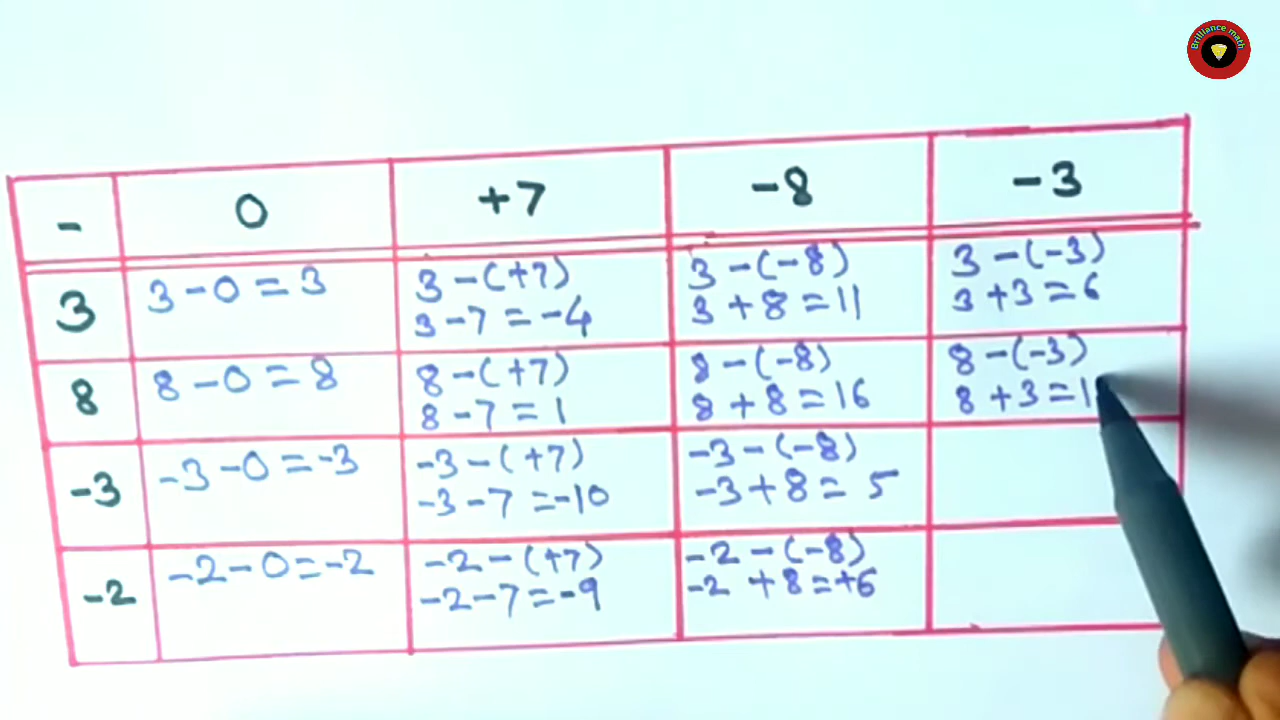 Brilliance math
- 0 +7 -8 -3
3 3-0=3 3-(+7) 3-(-8) 3-(-3)
3-7=-4 3+8=11 3+3=6
8 8-0=8 8-(+7) 8-(-8) 8-(-3)
8-7=1 8+8=16 8+3=1
-3 -3-0=-3 -3-(+7) -3-(-8)
-3-7=-10 -3+8=5
-2 -2-0=-2 -2-(+7) -2-(-8)
-2-7=-9 -2+8=+6